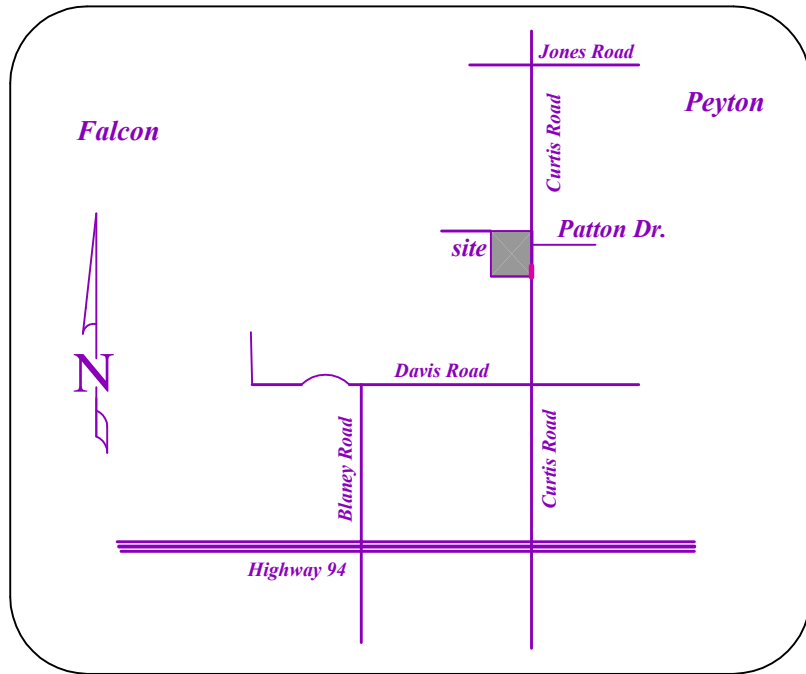 Jones Road
Peyton
Falcon
Curtis Road
Patton Dr.
site
N
Davis Road
Blaney Road
Curtis Road
Highway 94